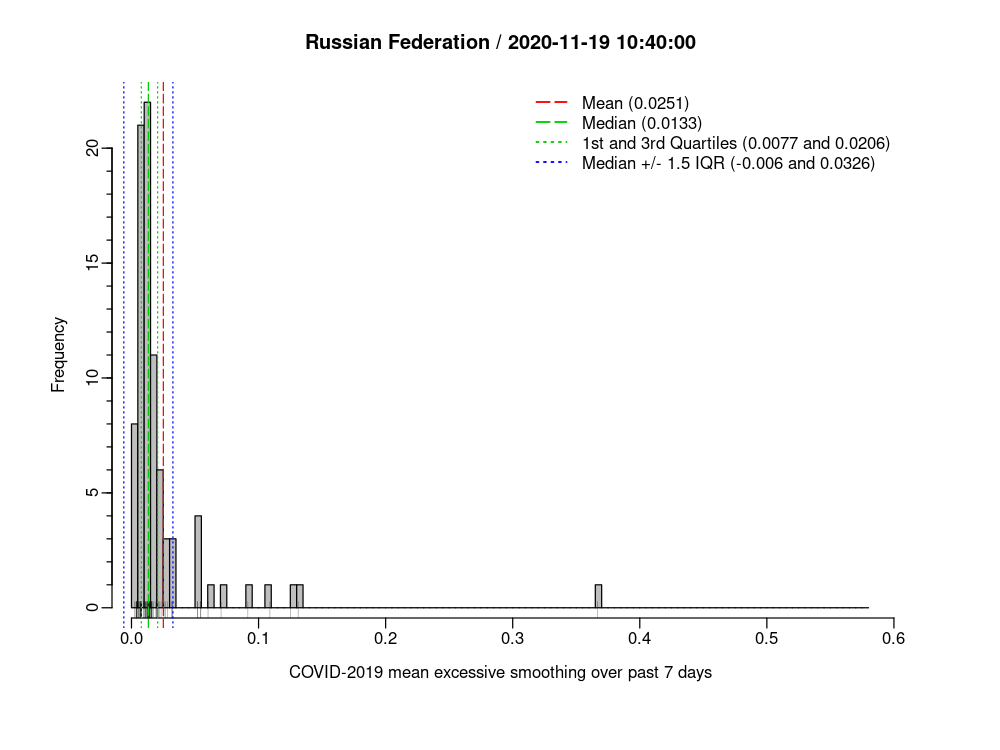 Russian Federation / 2020-11-19 10:40:00
Mean (0.0251)
Median (0.0133)
1st and 3rd Quartiles (0.0077 and 0.0206)
Median +/- 1.5 IQR (-0.006 and 0.0326)
Frequency
20
15
10
5
0
0.0 0.1 0.2 0.3 0.4 0.5 0.6
COVID-2019 mean excessive smoothing over past 7 days